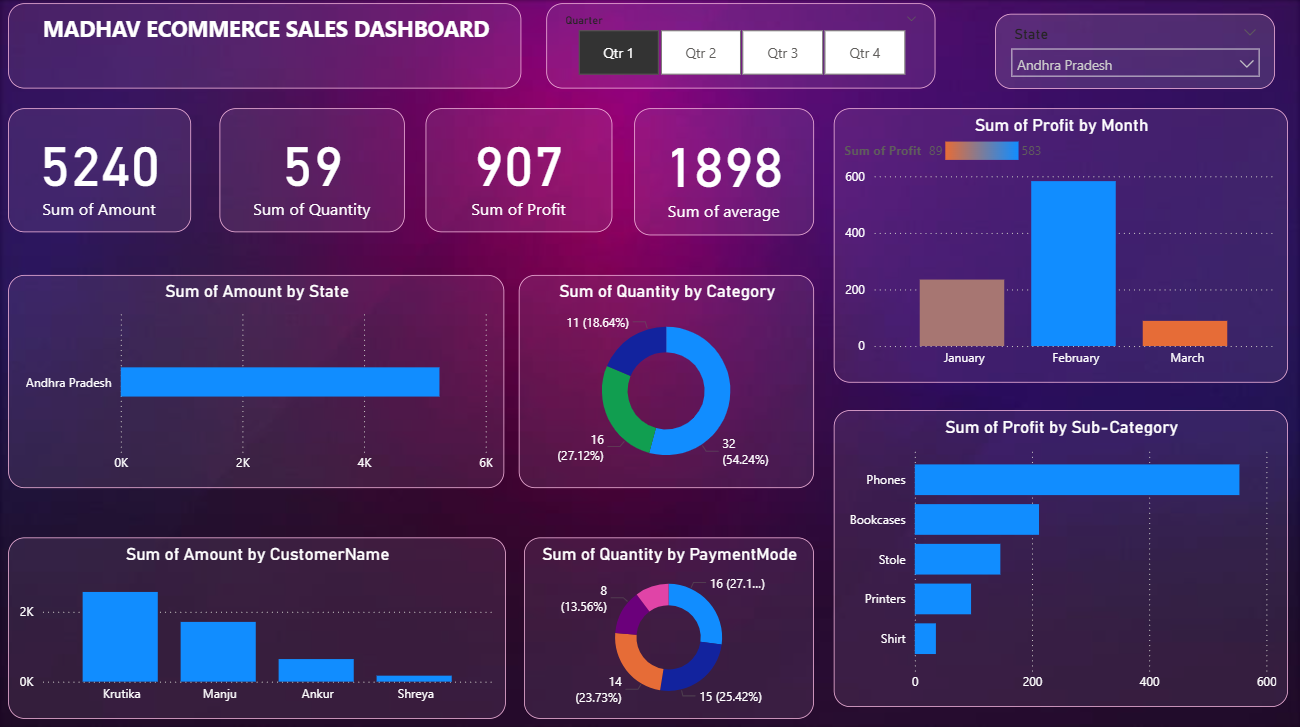 MADHAV ECOMMERCE SALES DASHBOARD
Quarter
Qtr 1
Qtr 2
Qtr 3
Qtr 4
State
Andhra Pradesh
5240
Sum of Amount
59
Sum of Quantity
907
Sum of Profit
1898
Sum of average
Sum of Profit by Month
Sum of Profit 89 583
600
400
200
0
January
February
March
Sum of Amount by State
Andhra Pradesh
0K
2K
4K
6K
Sum of Quantity by Category
11 (18.64%)
16
(27.12%)
32
(54.24%)
Sum of Profit by Sub-Category
Phones
Bookcases
Stole
Printers
Shirt
0
200
400
600
Sum of Amount by CustomerName
2K
0K
Krutika
Manju
Ankur
Shreya
Sum of Quantity by PaymentMode
16 (27.1...)
8
(13.56%)
14
(23.73%)
15 (25.42%)